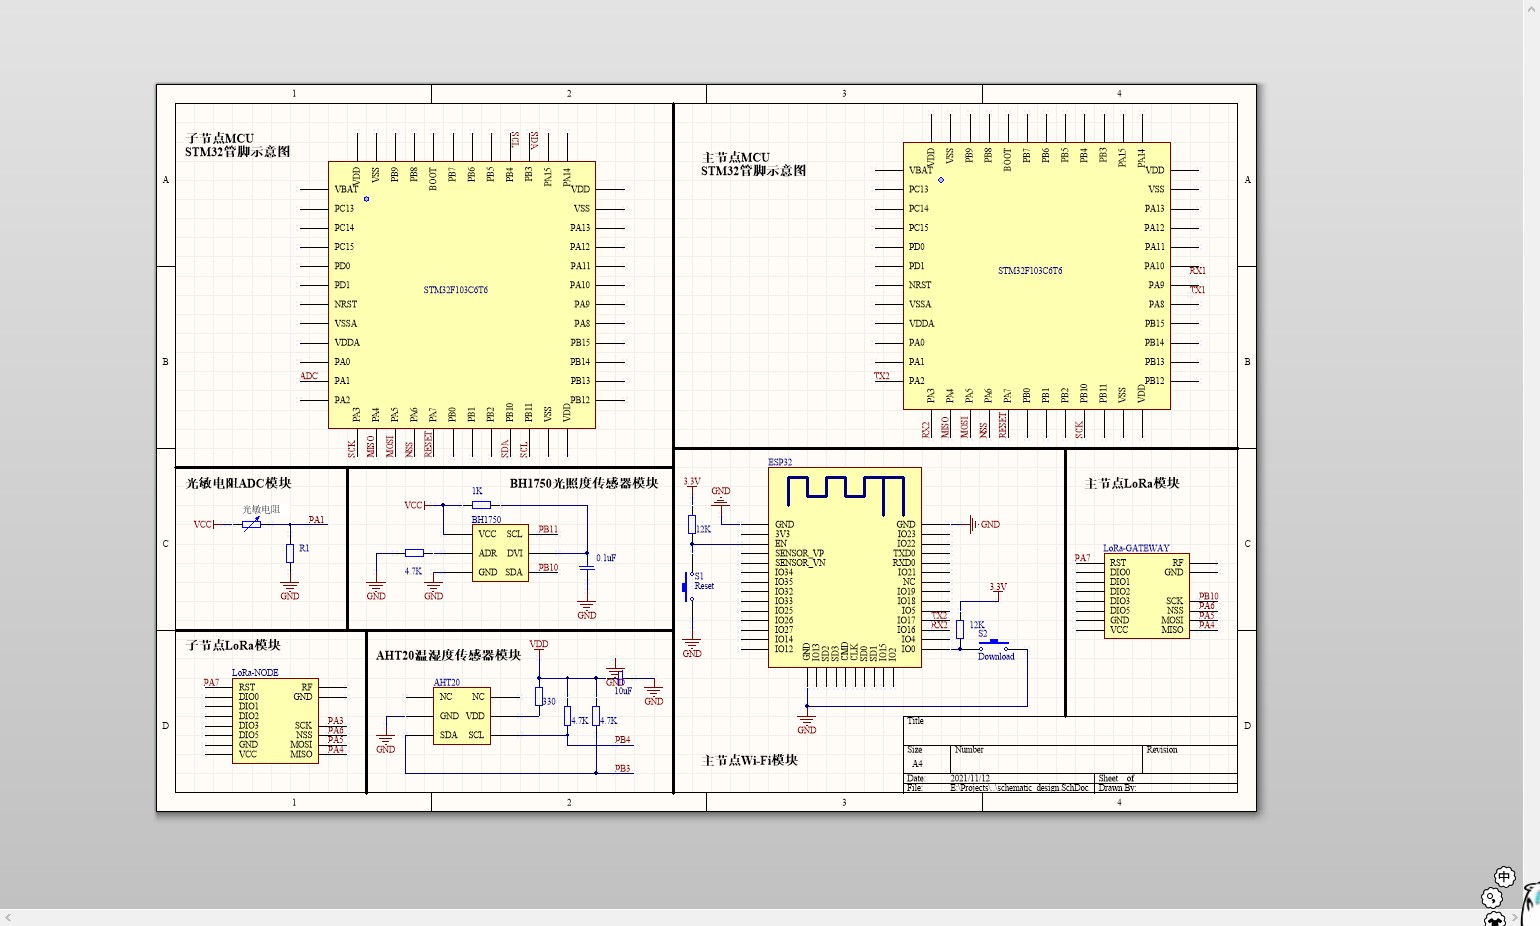 1 2 3 4
A
B
C
D
子节点MCU
STM32管脚示意图
SCL SDA
VDD VSS PB9 PB8 BOOT PB7 PB6 PB5 PB4 PB3 PA15 PA14
VBAT VDD
PC13 VSS
PC14 PA13
PC15 PA12
PD0 PA11
PD1 PA10
NRST PA9
VSSA PA8
VDDA PB15
PA0 PB14
ADC PA1 PB13
PA2 PB12
STM32F103C6T6
PA3 PA4 PA5 PA6 PA7 PB0 PB1 PB2 PB10 PB11 VSS VDD
SCK MISO MOSI NSS RESET SDA SCL
主节点MCU
STM32管脚示意图
VDD VSS PB9 PB8 BOOT PB7 PB6 PB5 PB4 PB3 PA15 PA14
VBAT VDD
PC13 VSS
PC14 PA13
PC15 PA12
PD0 PA11
PD1 PA10 RX1
NRST PA9 TX1
VSSA PA8
VDDA PB15
PA0 PB14
PA1 PB13
TX2 PA2 PB12
STM32F103C6T6
PA3 PA4 PA5 PA6 PA7 PB0 PB1 PB2 PB10 PB11 VSS VDD
RX2 MISO MOSI NSS RESET SCK
光敏电阻ADC模块
光敏电阻
VCC PA1
R1
GND
BH1750光照度传感器模块
1K
VCC
BH1750
VCC SCL PB11
ADR DVI
GND SDA PB10
4.7K
0.1uF
GND GND GND
子节点LoRa模块
LoRa-NODE
PA7 RST RF
DIO0 GND
DIO1
DIO2
DIO3 SCK PA3
DIO5 NSS PA6
GND MOSI PA5
VCC MISO PA4
AHT20温湿度传感器模块
VDD
AHT20
NC NC
GND VDD
SDA SCL
330
4.7K 4.7K
GND
10uF
GND
GND
PB4
PB3
ESP32
3.3V
GND
12K
S1
Reset
GND
GND GND GND
3V3 IO23
EN IO22
SENSOR_VP TXD0
SENSOR_VN RXD0
IO34 IO21
IO35 NC
IO32 IO19
IO33 IO18
IO25 IO5
IO26 IO17 TX2
IO27 IO16 RX2
IO14 IO4
IO12 IO0
GND IO13 SD2 SD3 CMD CLK SD0 SD1 IO15 IO2
3.3V
12K
S2
Download
GND
主节点Wi-Fi模块
主节点LoRa模块
LoRa-GATEWAY
PA7 RST RF
DIO0 GND
DIO1
DIO2
DIO3 SCK PB10
DIO5 NSS PA6
GND MOSI PA5
VCC MISO PA4
Title
Size Number Revision
A4
Date: 2021/11/12 Sheet of
File: E:\Projects\..\schematic_design.SchDoc Drawn By:
A
B
C
D
1 2 3 4
中